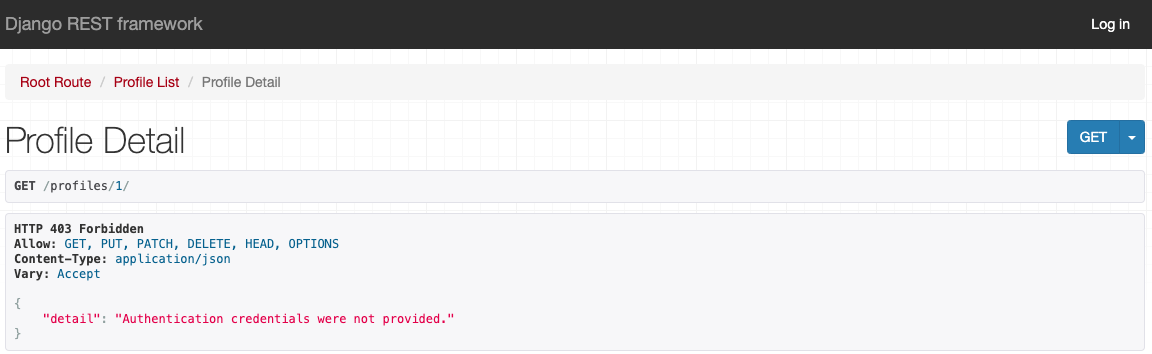 Django REST framework
Log in
Root Route / Profile List / Profile Detail
Profile Detail
GET
GET /profiles/1/
HTTP 403 Forbidden
Allow: GET, PUT, PATCH, DELETE, HEAD, OPTIONS
Content-Type: application/json
Vary: Accept
{
    "detail": "Authentication credentials were not provided."
}